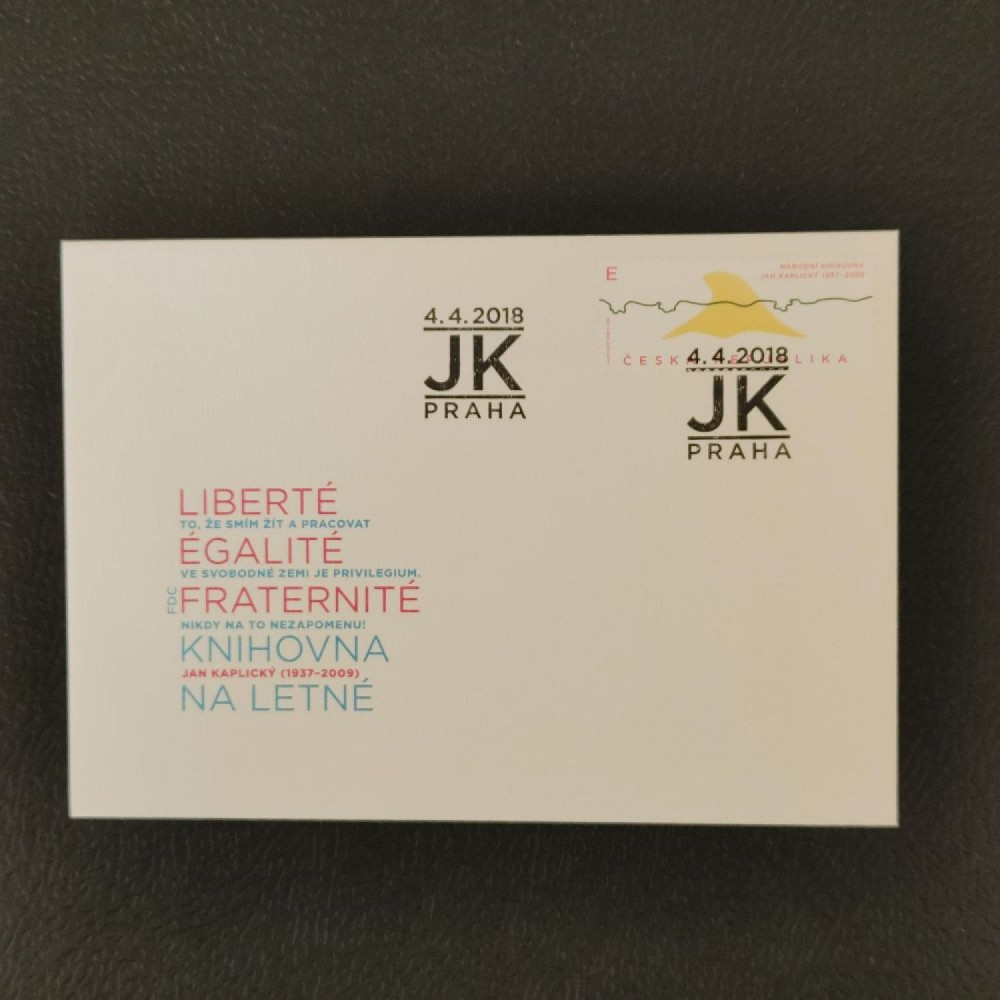 E
NÁRODNÍ KNIHOVNA
JAN KAPLICKÝ 1937-2009
ČESKÁ REPUBLIKA
4.4.2018
JK
PRAHA
4.4.2018
JK
PRAHA
LIBERTÉ
TO, ŽE SMÍM ŽÍT A PRACOVAT
ÉGALITÉ
VE SVOBODNÉ ZEMI JE PRIVILEGIUM.
FDC
FRATERNITÉ
NIKDY NA TO NEZAPOMENU!
KNIHOVNA
JAN KAPLICKÝ (1937–2009)
NA LETNÉ